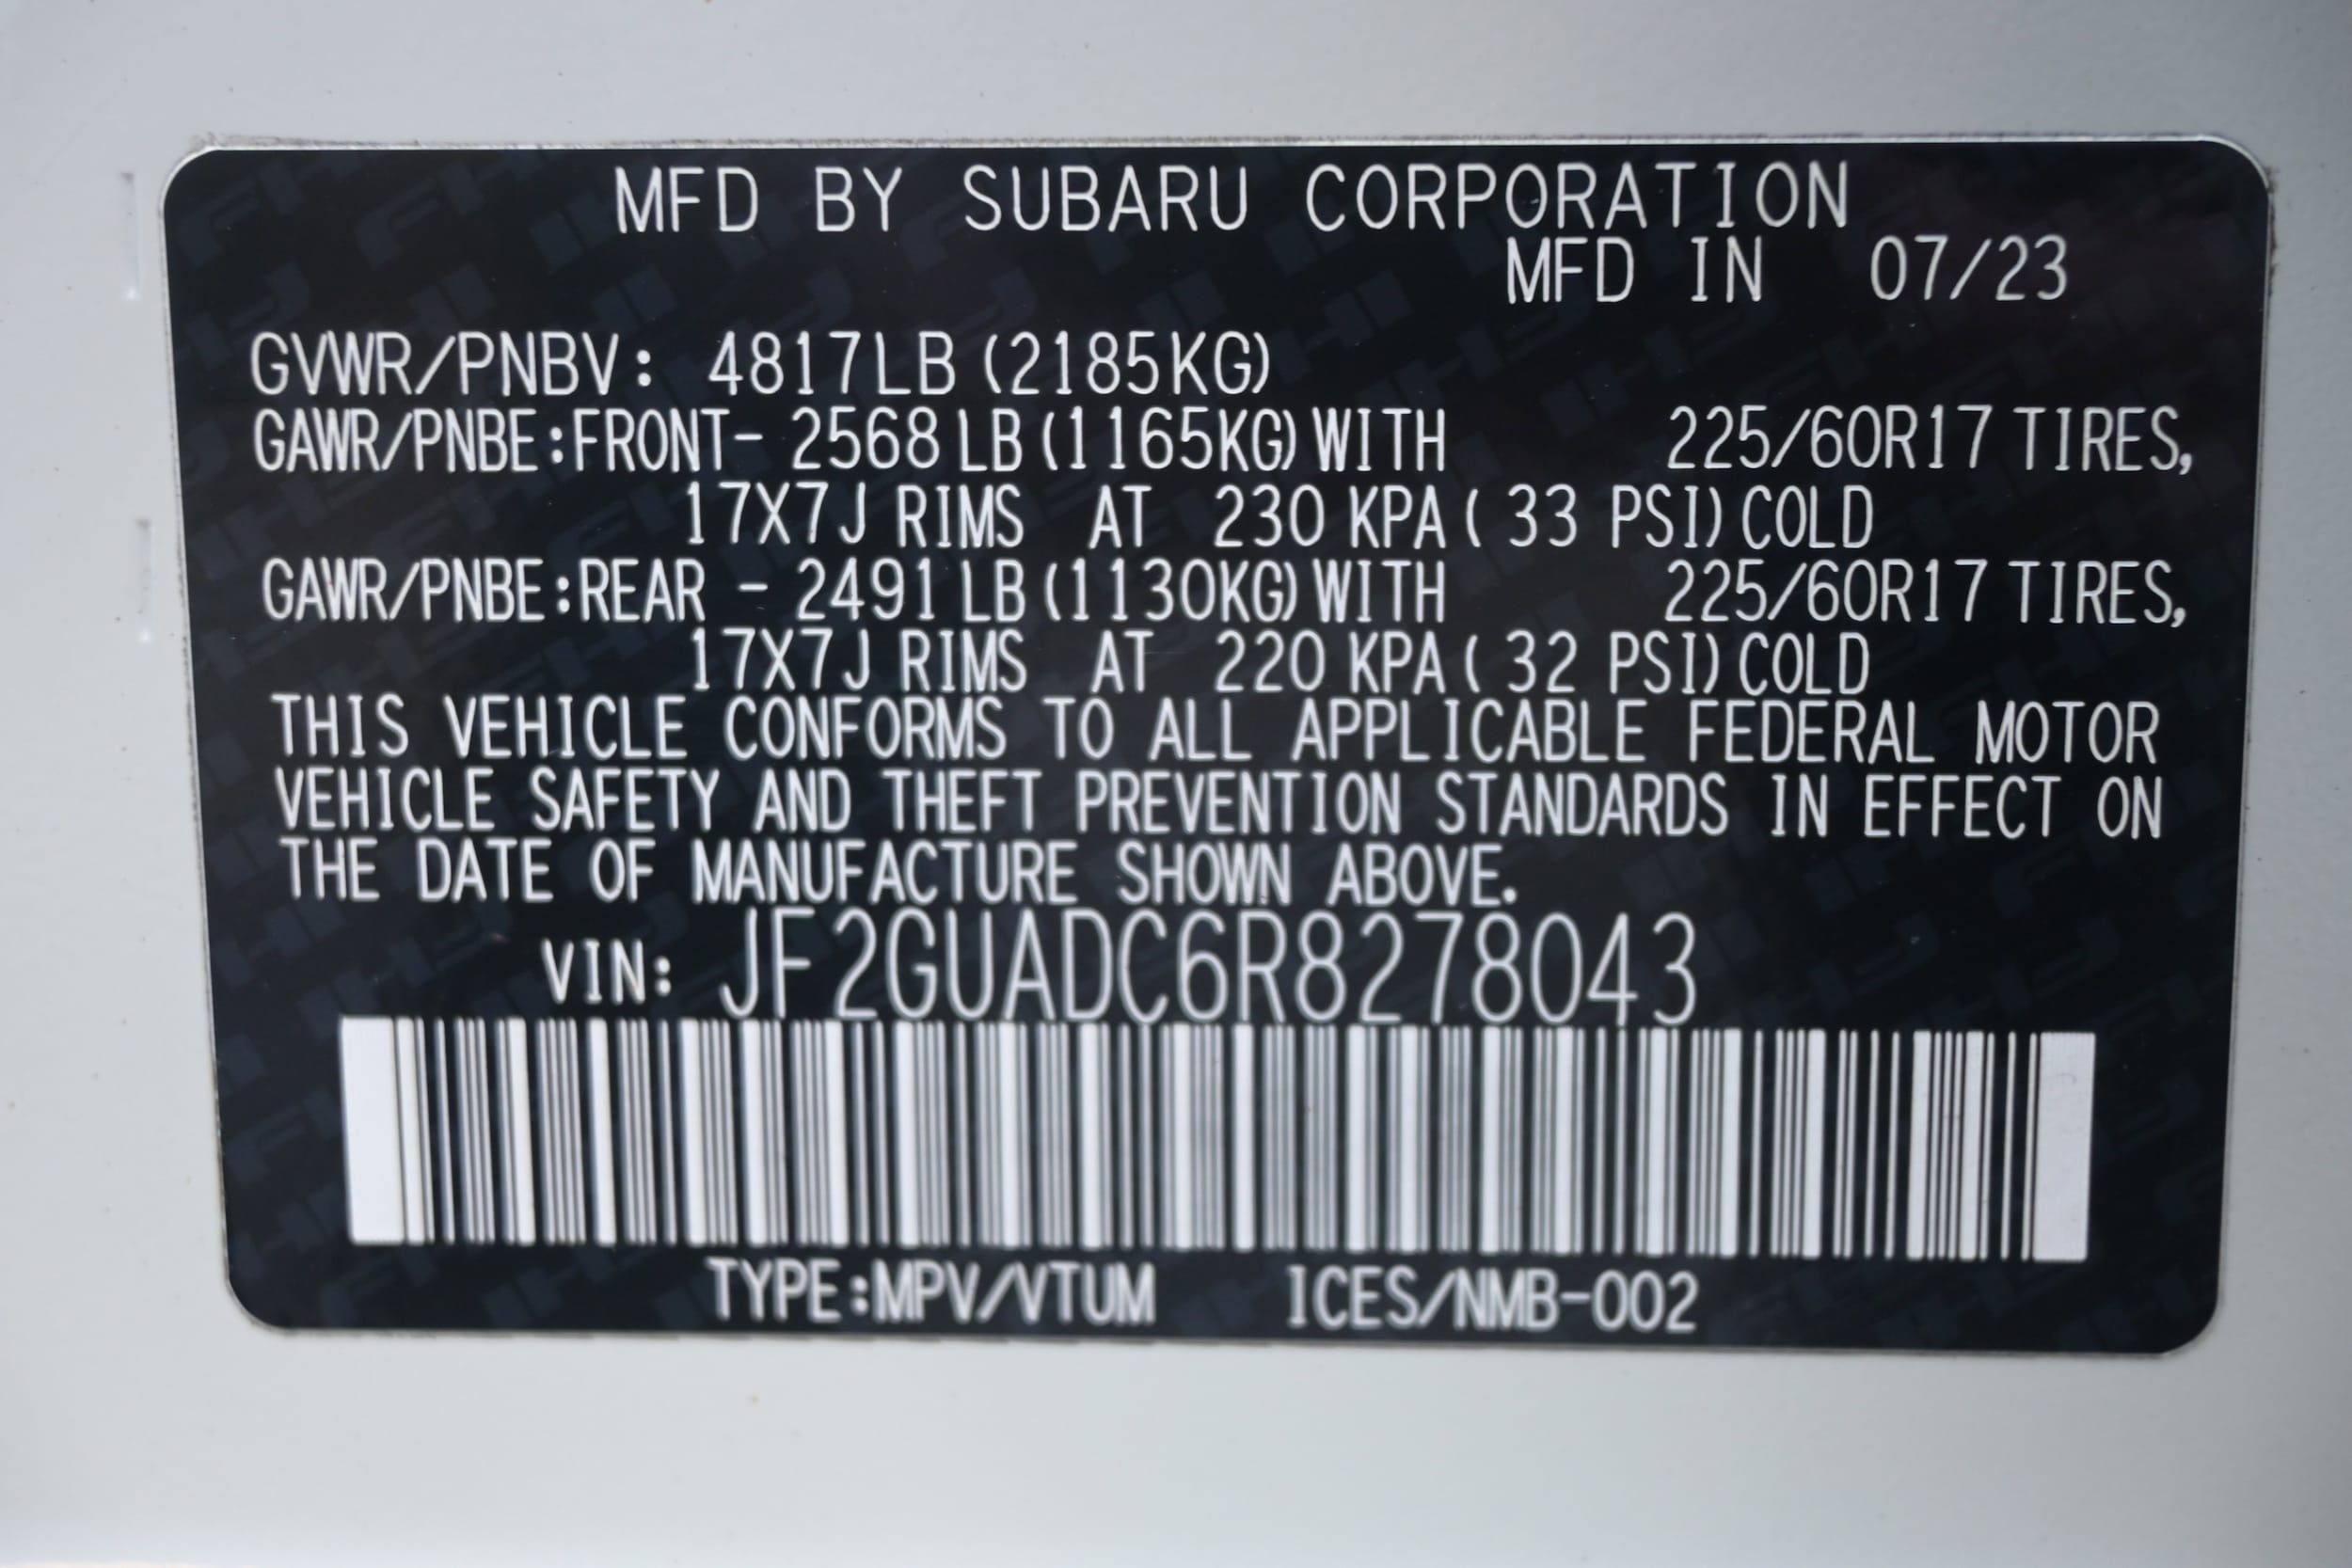 MFD BY SUBARU CORPORATION
MFD IN 07/23
GVWR/PNBV: 4817LB (2185KG)
GAWR/PNBE:FRONT- 2568 LB (1165KG) WITH 225/60R17 TIRES,
17X7J RIMS AT 230 KPA ( 33 PSI) COLD
GAWR/PNBE:REAR - 2491 LB (1130KG) WITH 225/60R17 TIRES,
17X7J RIMS AT 220 KPA ( 32 PSI) COLD
THIS VEHICLE CONFORMS TO ALL APPLICABLE FEDERAL MOTOR
VEHICLE SAFETY AND THEFT PREVENTION STANDARDS IN EFFECT ON
THE DATE OF MANUFACTURE SHOWN ABOVE.
VIN: JF2GUADC6R8278043
TYPE:MPV/VTUM ICES/NMB-002